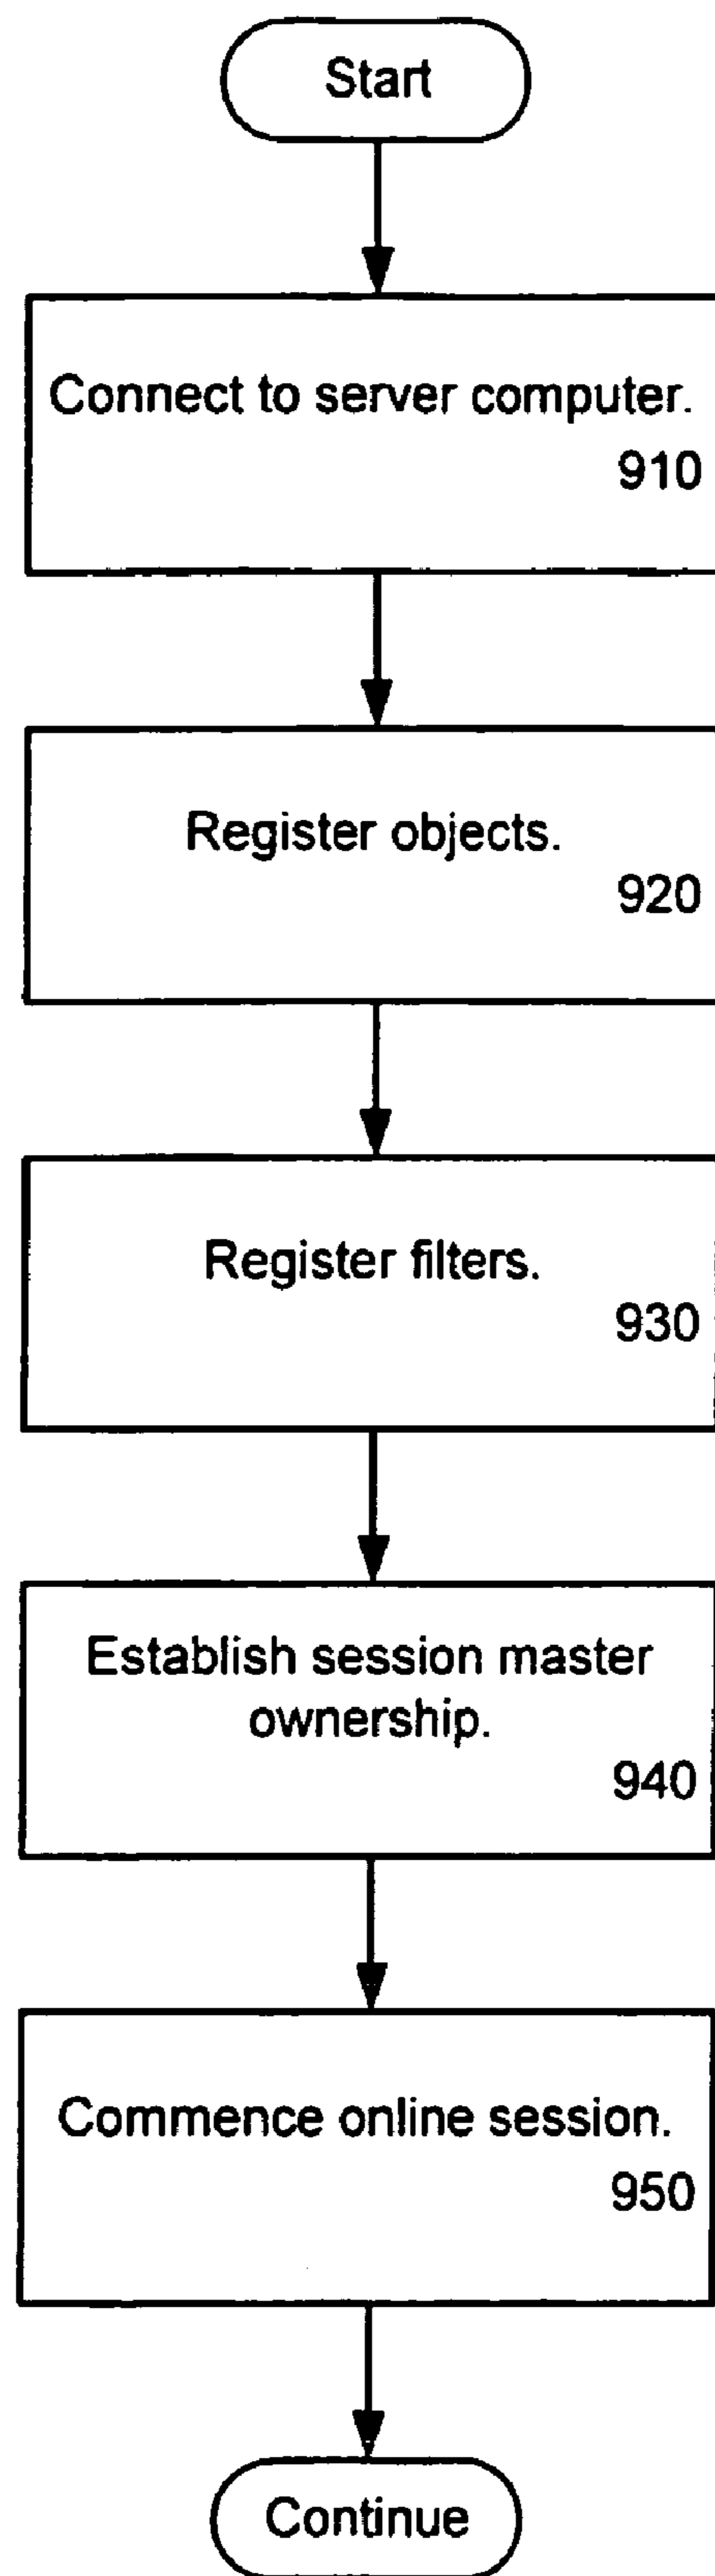 Start
Connect to server computer.
910
Register objects.
920
Register filters.
930
Establish session master
ownership.
940
Commence online session.
950
Continue